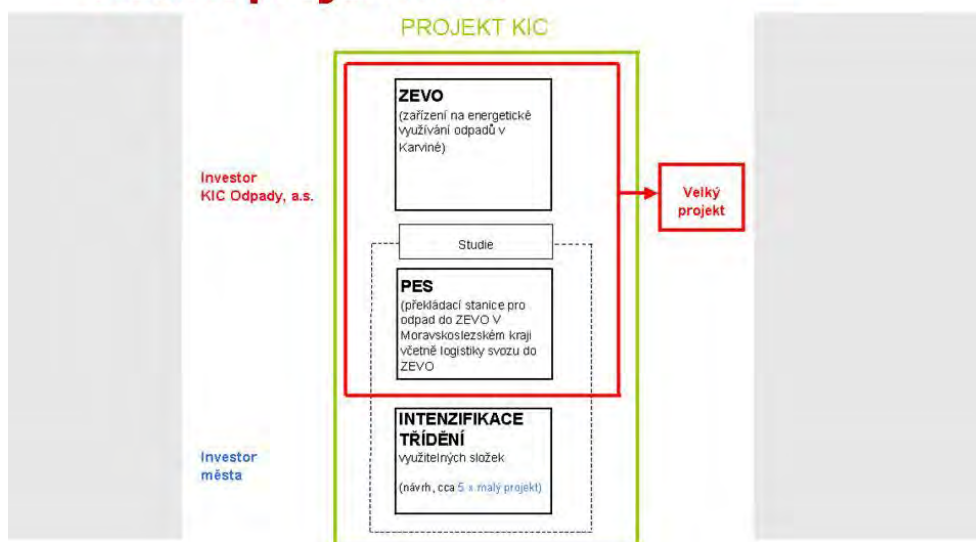 PROJEKT KIC
ZEVO
(zařízení na energetické
využívání odpadů v
Karviné)
Investor
KIC Odpady, a.s.
Velký
projekt
Studie
PES
(překládací stanice pro
odpad do ZEVO V
Moravskoslezském kraji
včetně logistiky svozu do
ZEVO
INTENZIFIKACE
TŘÍDĚNÍ
využitelných složek
Investor
města
(návrh, cca 5 x malý projekt)